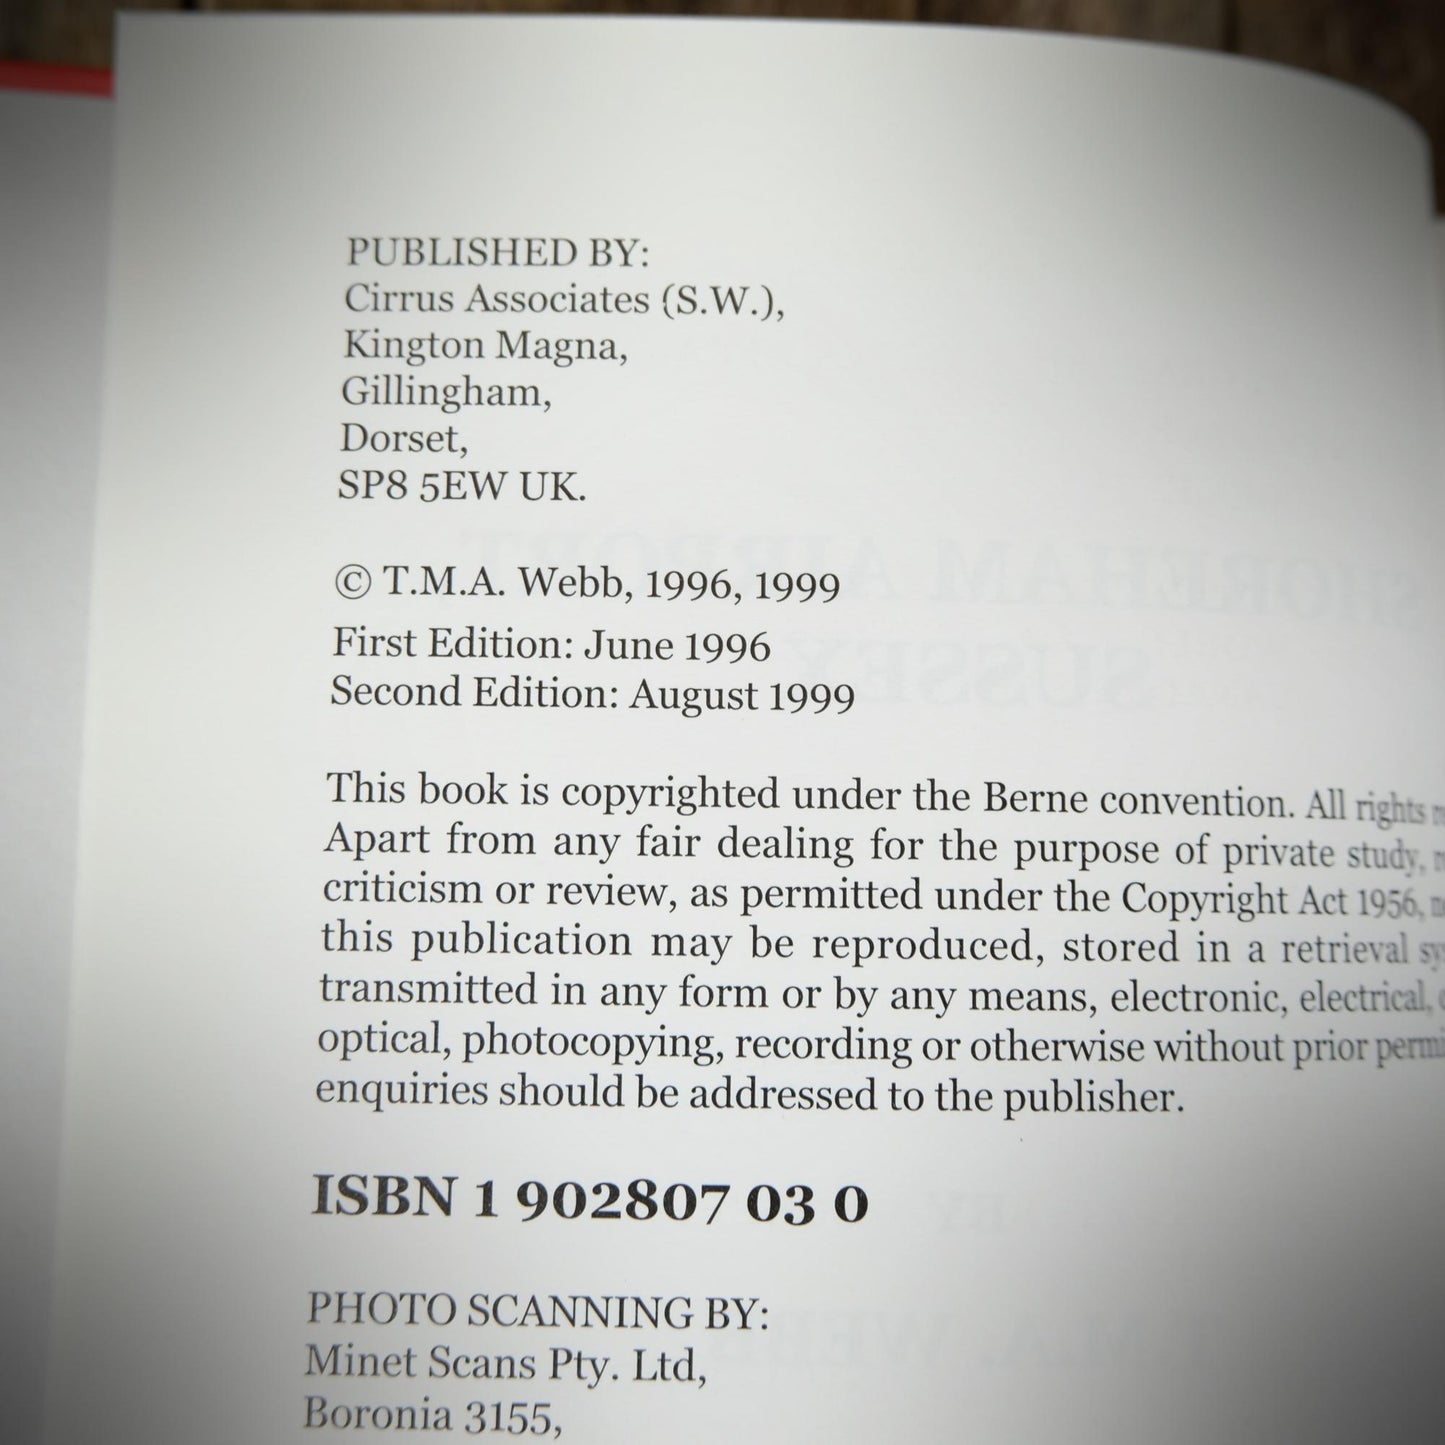 PUBLISHED BY:
Cirrus Associates (S.W.),
Kington Magna,
Gillingham,
Dorset,
SP8 5EW UK.
© T.M.A. Webb, 1996, 1999
First Edition: June 1996
Second Edition: August 1999
This book is copyrighted under the Berne convention. All rights
Apart from any fair dealing for the purpose of private study,
criticism or review, as permitted under the Copyright Act 1956,
this publication may be reproduced, stored in a retrieval
transmitted in any form or by any means, electronic, electrical,
optical, photocopying, recording or otherwise without prior
enquiries should be addressed to the publisher.
ISBN 1 902807 03 0
PHOTO SCANNING BY:
Minet Scans Pty. Ltd,
Boronia 3155,